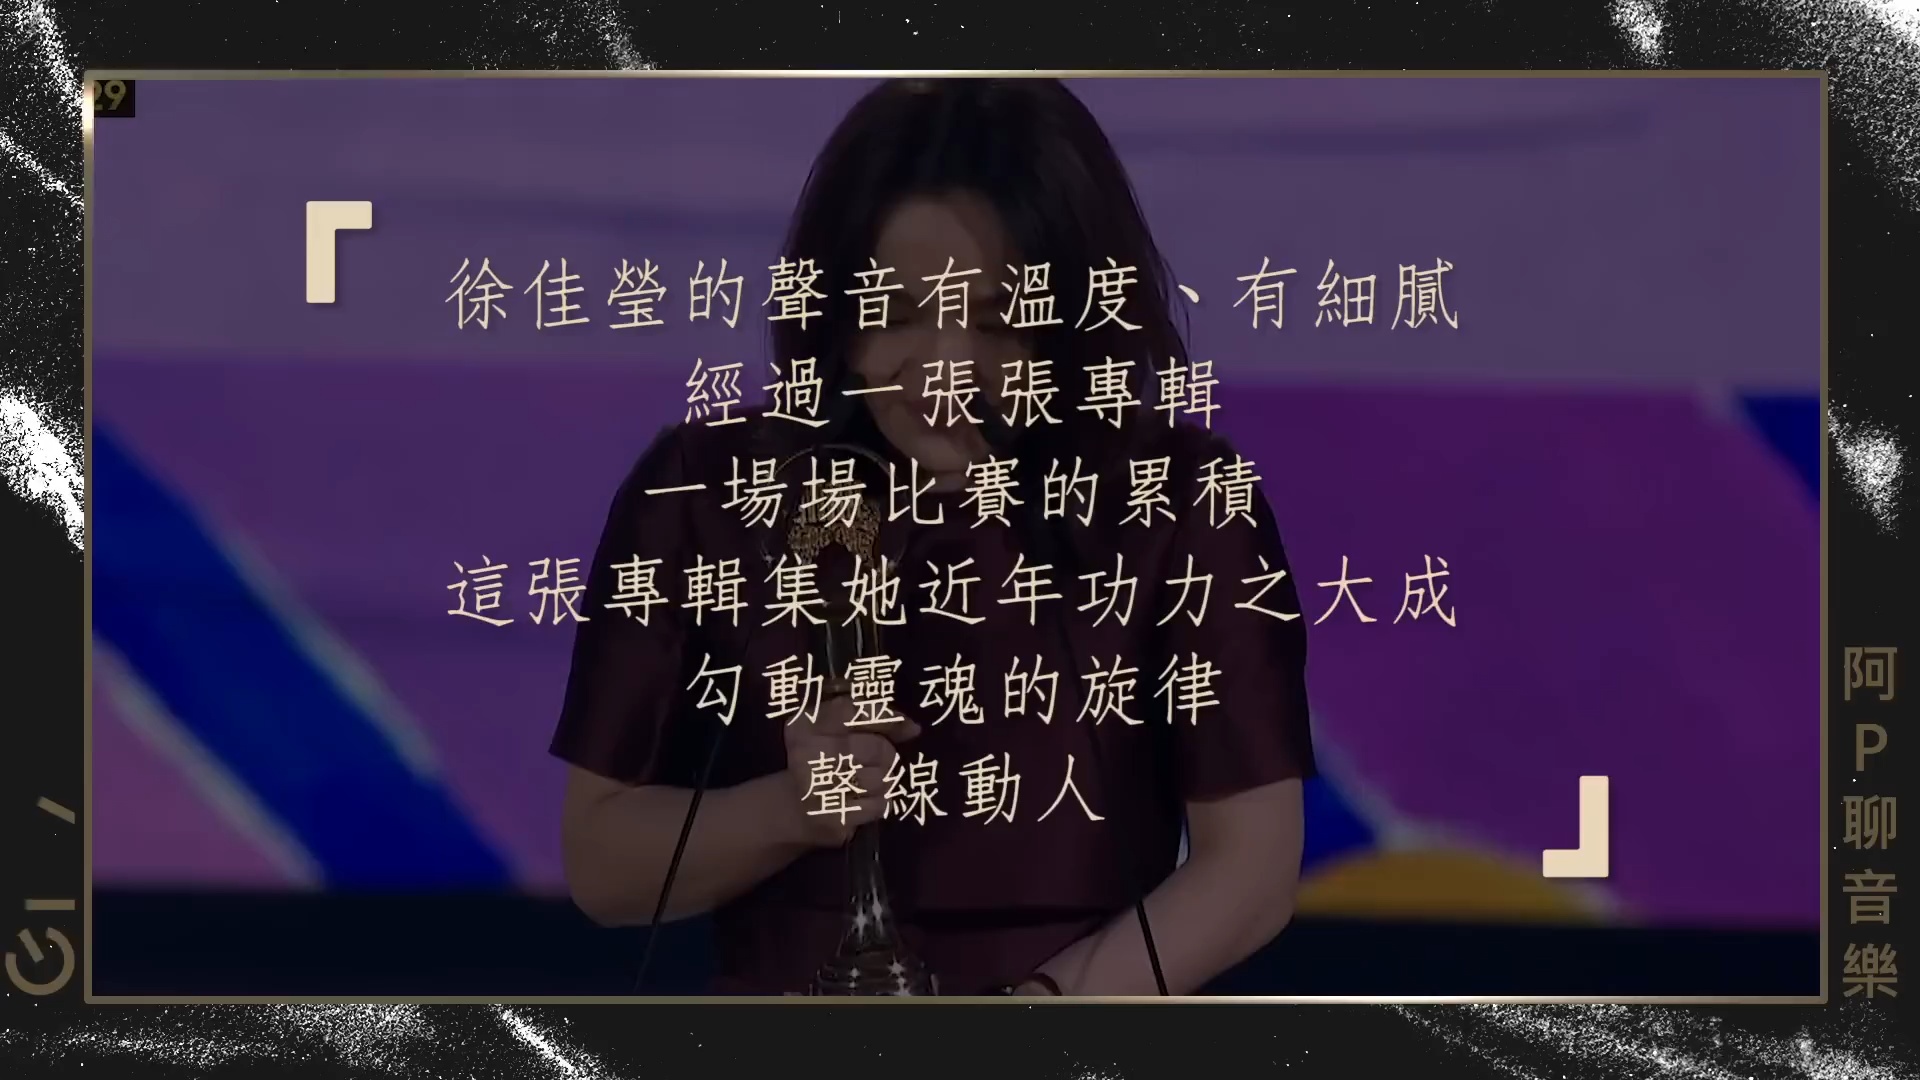 29
『
徐佳瑩的聲音有溫度、有細膩
經過一張張專輯
一場場比賽的累積
這張專輯集她近年功力之大成
勾動靈魂的旋律
聲線動人
』
阿P聊音樂